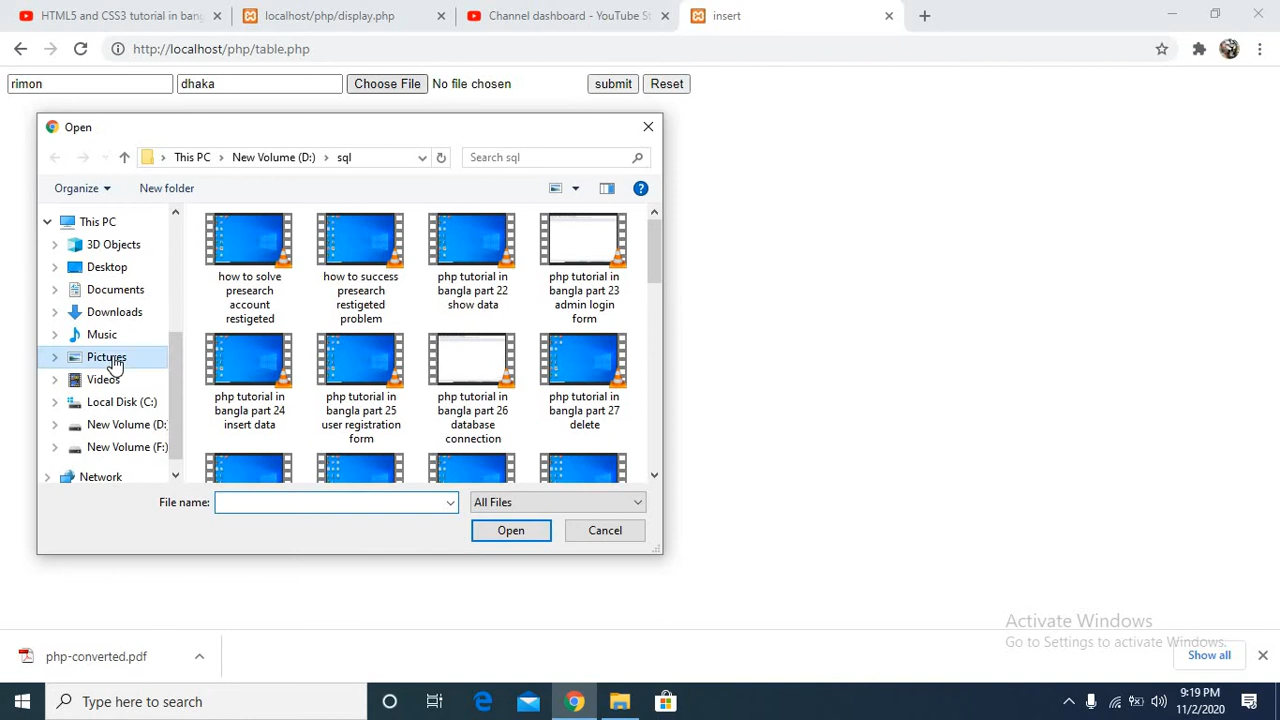 HTML5 and CSS3 tutorial in bang
localhost/php/display.php
Channel dashboard - YouTube St
insert
http://localhost/php/table.php
rimon
dhaka
Choose File
No file chosen
submit
Reset
Open
This PC
New Volume (D:)
sql
Search sql
Organize
New folder
This PC
3D Objects
Desktop
Documents
Downloads
Music
Pictures
Videos
Local Disk (C:)
New Volume (D:
New Volume (F:)
Network
how to solve
presearch
account
restigeted
how to success
presearch
restigeted
problem
php tutorial in
bangla part 22
show data
php tutorial in
bangla part 23
admin login
form
php tutorial in
bangla part 24
insert data
php tutorial in
bangla part 25
user registration
form
php tutorial in
bangla part 26
database
connection
php tutorial in
bangla part 27
delete
File name:
All Files
Open
Cancel
Activate Windows
Go to Settings to activate Windows.
php-converted.pdf
Show all
Type here to search
9:19 PM
11/2/2020